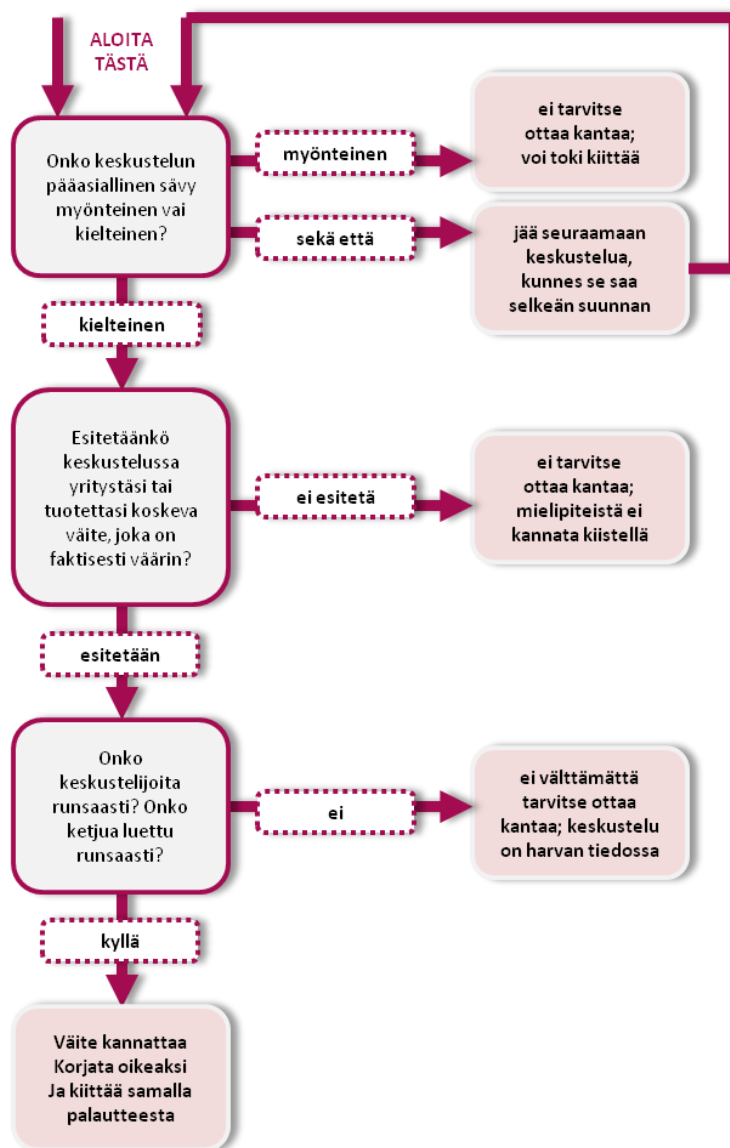 ALOITA
TÄSTÄ
Onko keskustelun
pääasiallinen sävy
myönteinen vai
kielteinen?
myönteinen
ei tarvitse
ottaa kantaa;
voi toki kiittää
sekä että
jää seuraamaan
keskustelua,
kunnes se saa
selkeän suunnan
kielteinen
Esitetäänkö
keskustelussa
yritystäsi tai
tuotettasi koskeva
väite, joka on
faktisesti väärin?
ei esitetä
ei tarvitse
ottaa kantaa;
mielipiteistä ei
kannata kiistellä
esitetään
Onko
keskustelijoita
runsaasti? Onko
ketjua luettu
runsaasti?
ei
ei välttämättä
tarvitse ottaa
kantaa; keskustelu
on harvan tiedossa
kyllä
Väite kannattaa
Korjata oikeaksi
Ja kiittää samalla
palautteesta